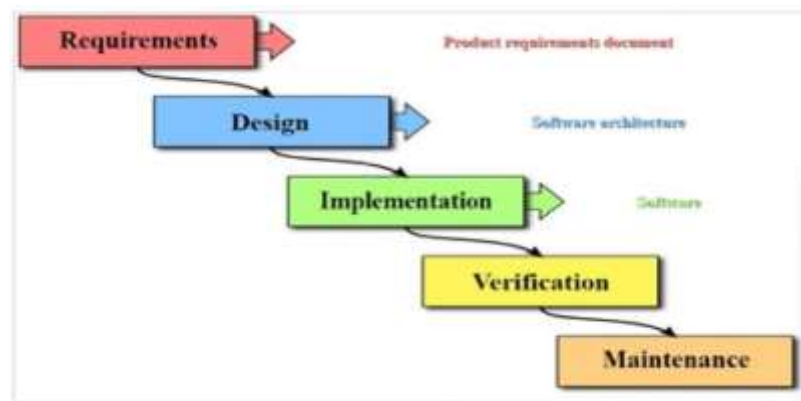 Requirements
Product requirements document
Design
Software architecture
Implementation
Software
Verification
Maintenance